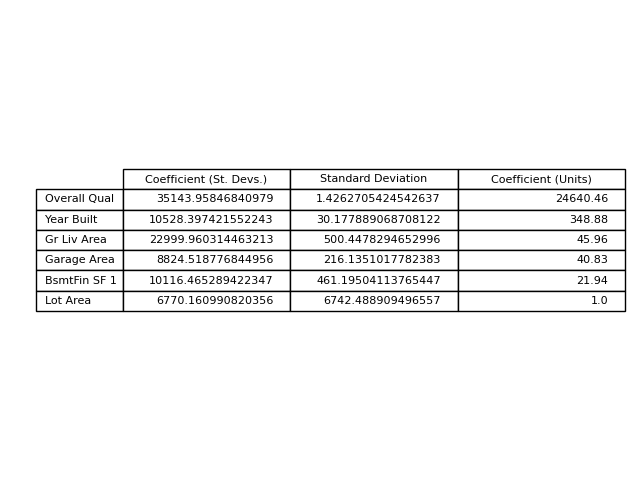 Coefficient (St. Devs.) Standard Deviation Coefficient (Units)
Overall Qual 35143.95846840979 1.4262705424542637 24640.46
Year Built 10528.397421552243 30.177889068708122 348.88
Gr Liv Area 22999.960314463213 500.4478294652996 45.96
Garage Area 8824.518776844956 216.1351017782383 40.83
BsmtFin SF 1 10116.465289422347 461.19504113765447 21.94
Lot Area 6770.160990820356 6742.488909496557 1.0